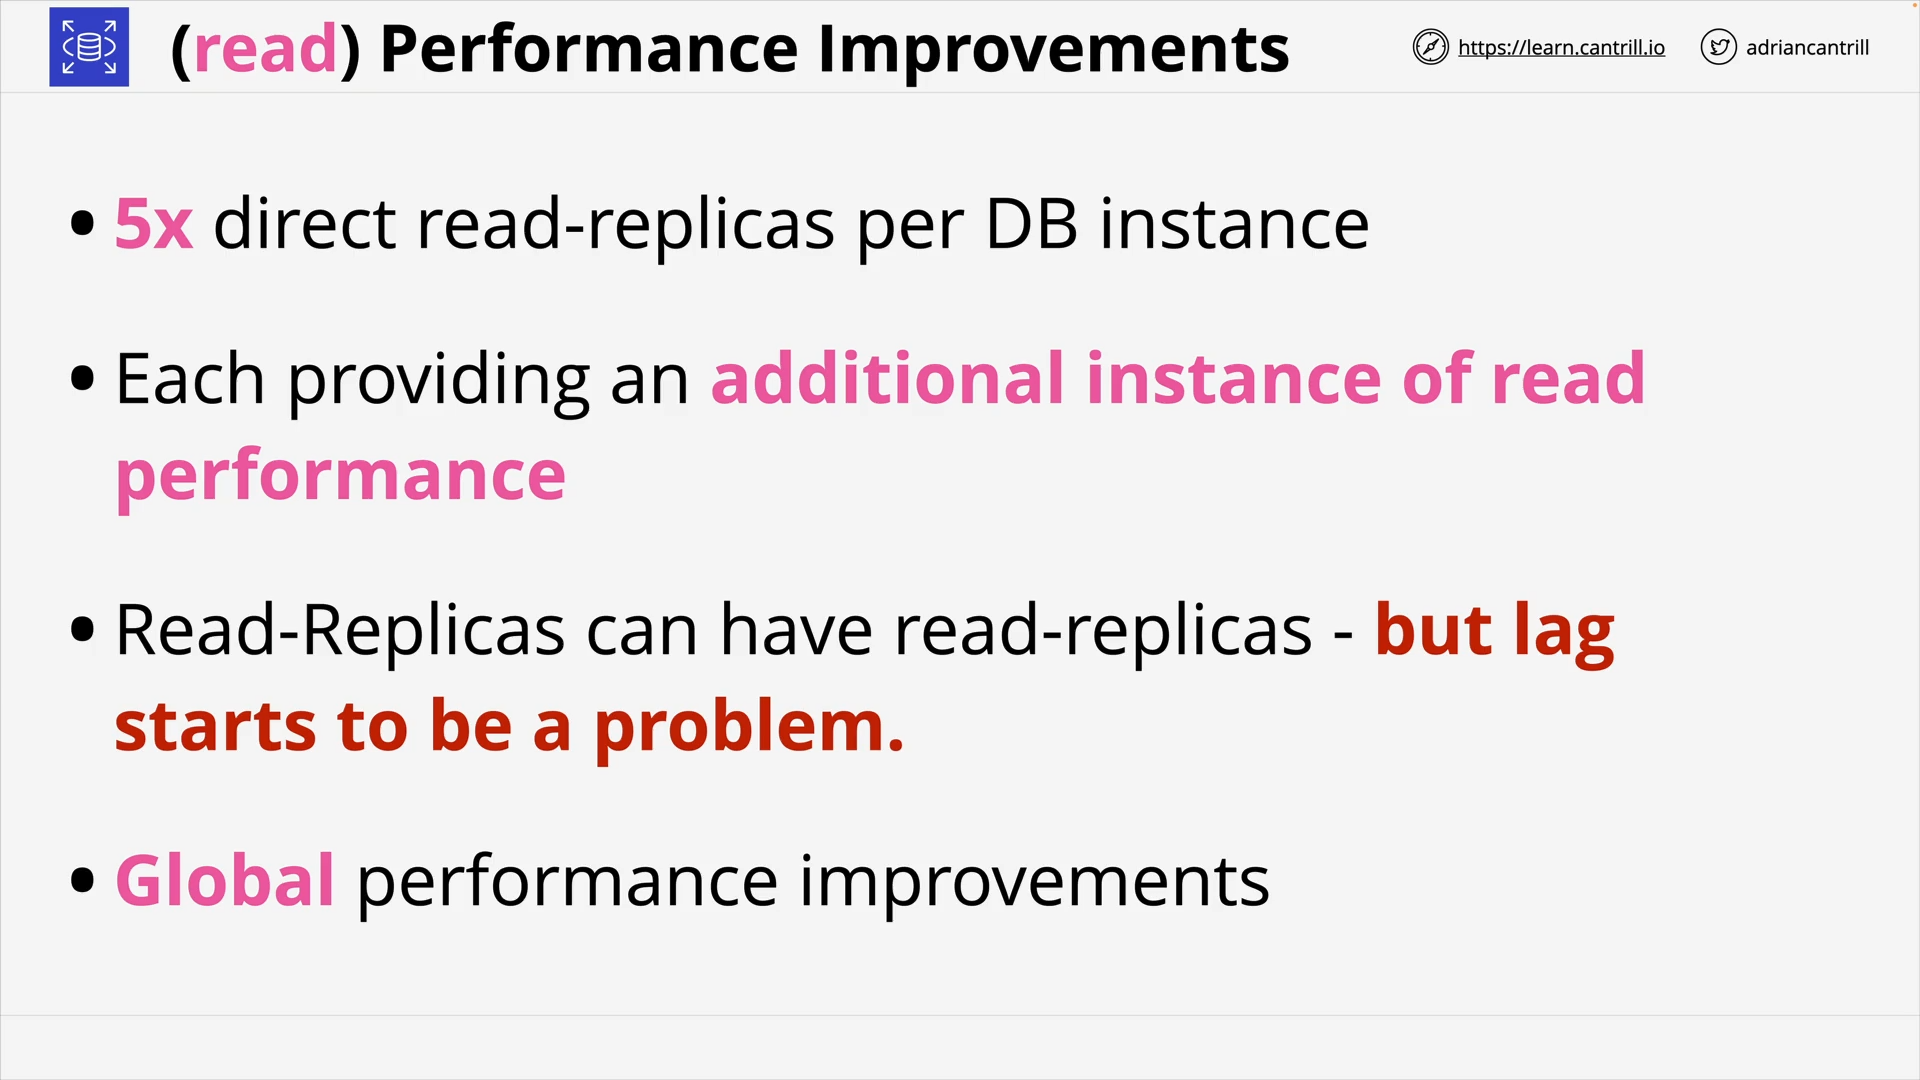 (read) Performance Improvements
https://learn.cantrill.io
adriancantrill
• 5x direct read-replicas per DB instance
• Each providing an additional instance of read
performance
• Read-Replicas can have read-replicas - but lag
starts to be a problem.
• Global performance improvements